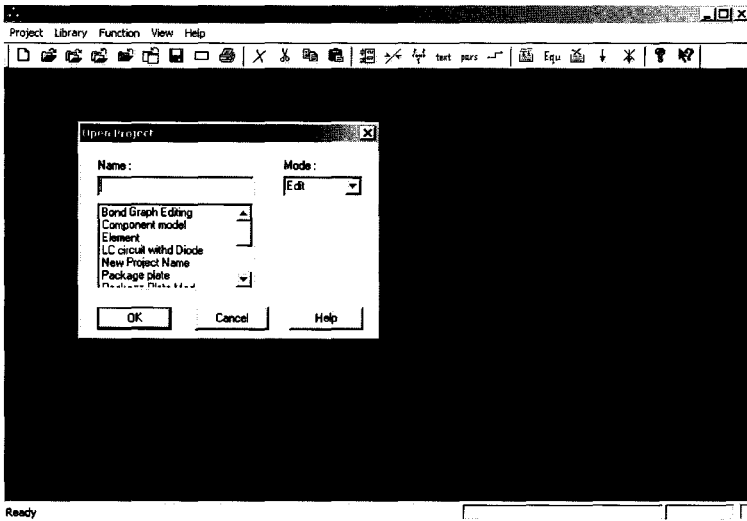 Project Library Function View Help
text pars Equ
Open Project
Name :
Mode :
Edit
Bond Graph Editing
Component model
Element
LC circuit withd Diode
New Project Name
Package plate
OK Cancel Help
Ready